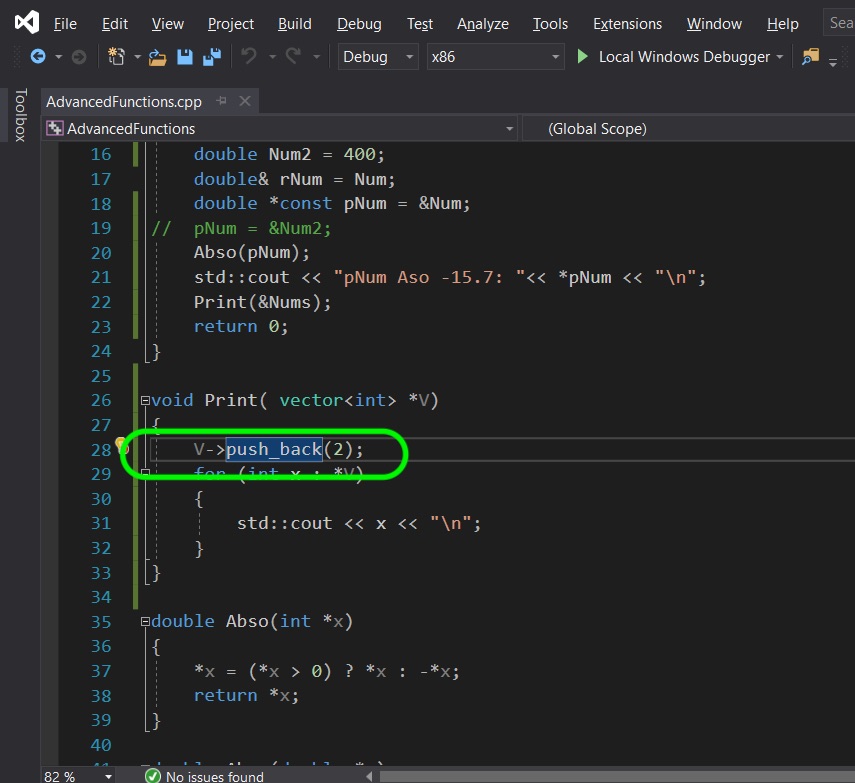 File Edit View Project Build Debug Test Analyze Tools Extensions Window Help Sea
Debug x86 Local Windows Debugger
Toolbox
AdvancedFunctions.cpp
AdvancedFunctions (Global Scope)
16 double Num2 = 400;
17 double& rNum = Num;
18 double *const pNum = &Num;
19 // pNum = &Num2;
20 Abso(pNum);
21 std::cout << "pNum Aso -15.7: "<< *pNum << "\n";
22 Print(&Nums);
23 return 0;
24 }
25
26 void Print( vector<int> *V)
27 {
28 V->push_back(2);
29 for (int x : *V)
30 {
31 std::cout << x << "\n";
32 }
33 }
34
35 double Abso(int *x)
36 {
37 *x = (*x > 0) ? *x : -*x;
38 return *x;
39 }
40
82 % No issues found